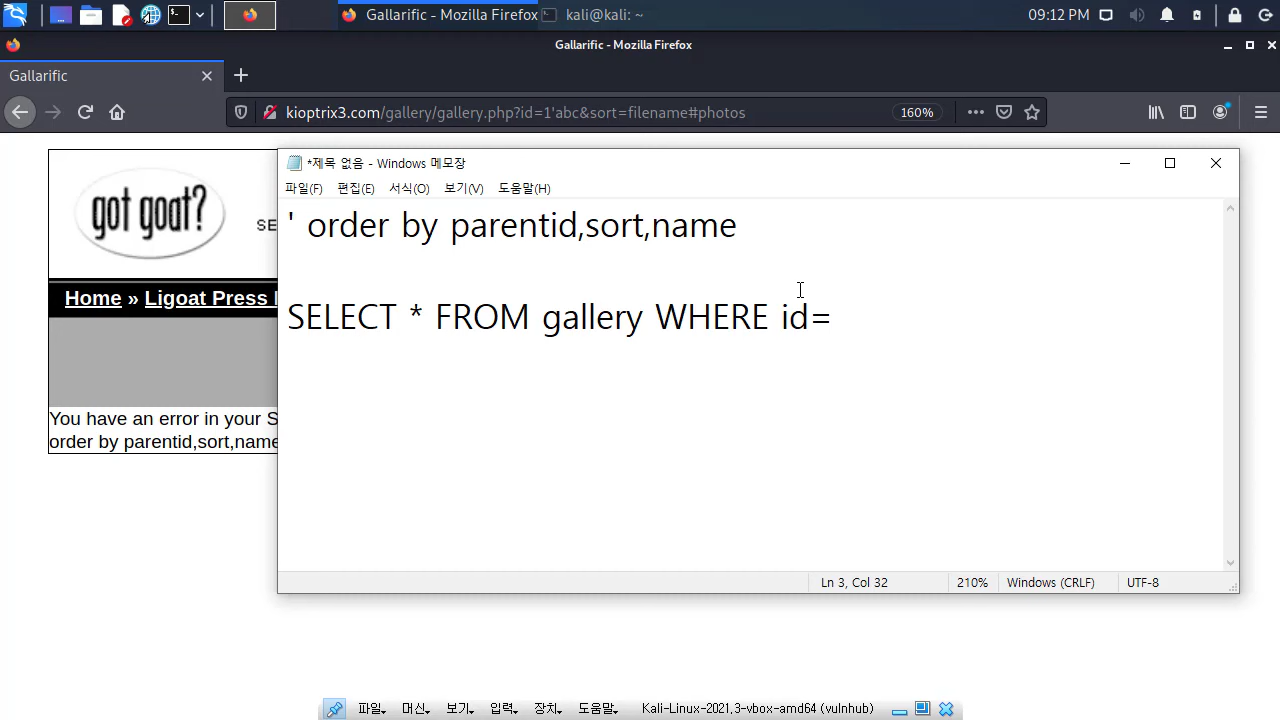 Gallarific - Mozilla Firefox
kali@kali: ~
09:12 PM
Gallarific - Mozilla Firefox
Gallarific
kioptrix3.com/gallery/gallery.php?id=1'abc&sort=filename#photos
160%
got goat?
SE
Home » Ligoat Press
You have an error in your S
order by parentid,sort,name
*제목 없음 - Windows 메모장
파일(F) 편집(E) 서식(O) 보기(V) 도움말(H)
' order by parentid,sort,name
SELECT * FROM gallery WHERE id=
Ln 3, Col 32 210% Windows (CRLF) UTF-8
파일 머신 보기 입력 장치 도움말 Kali-Linux-2021.3-vbox-amd64 (vulnhub)